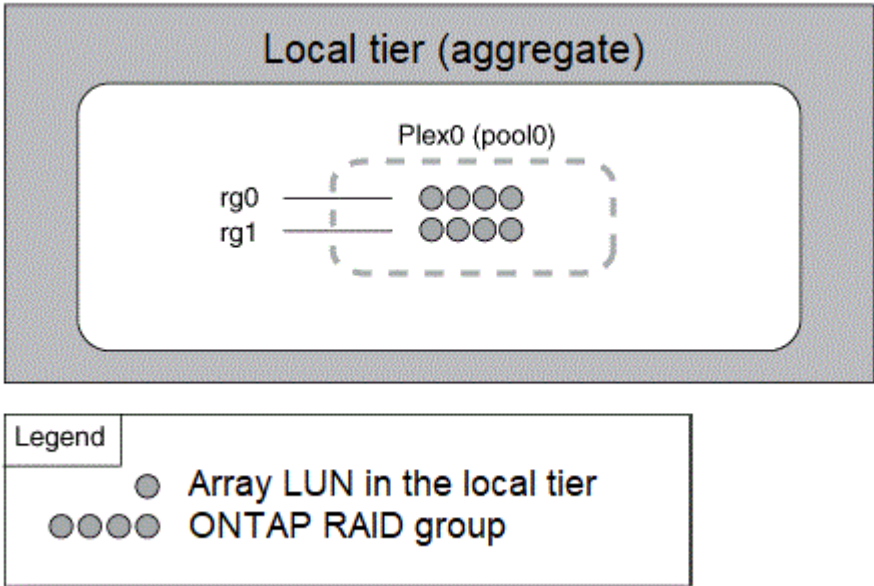 Local tier (aggregate)
Plex0 (pool0)
rg0
rg1
Legend
Array LUN in the local tier
ONTAP RAID group